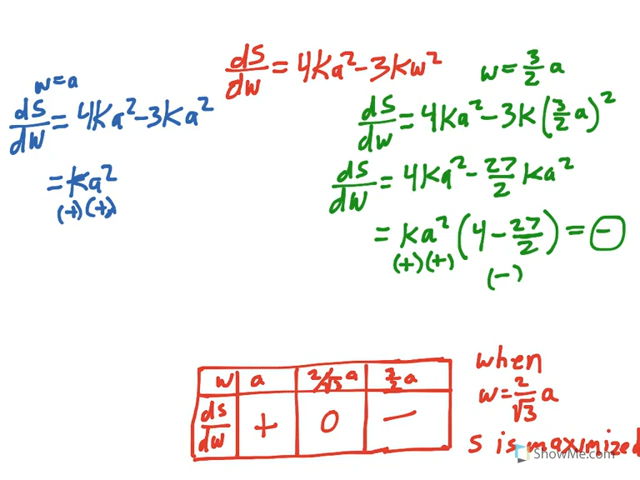 dS/dw = 4Ka² - 3Kw²
w = a
dS/dw = 4Ka² - 3Ka²
= Ka²
(+)(+)
w = 3/2 a
dS/dw = 4Ka² - 3K(3/2 a)²
dS/dw = 4Ka² - 27/2 Ka²
= Ka² (4 - 27/2) = -
(+)(+) (-)
w a 2/√3 a 3/2 a
dS/dw + 0 -
when
w = 2/√3 a
S is maximized
ShowMe.com